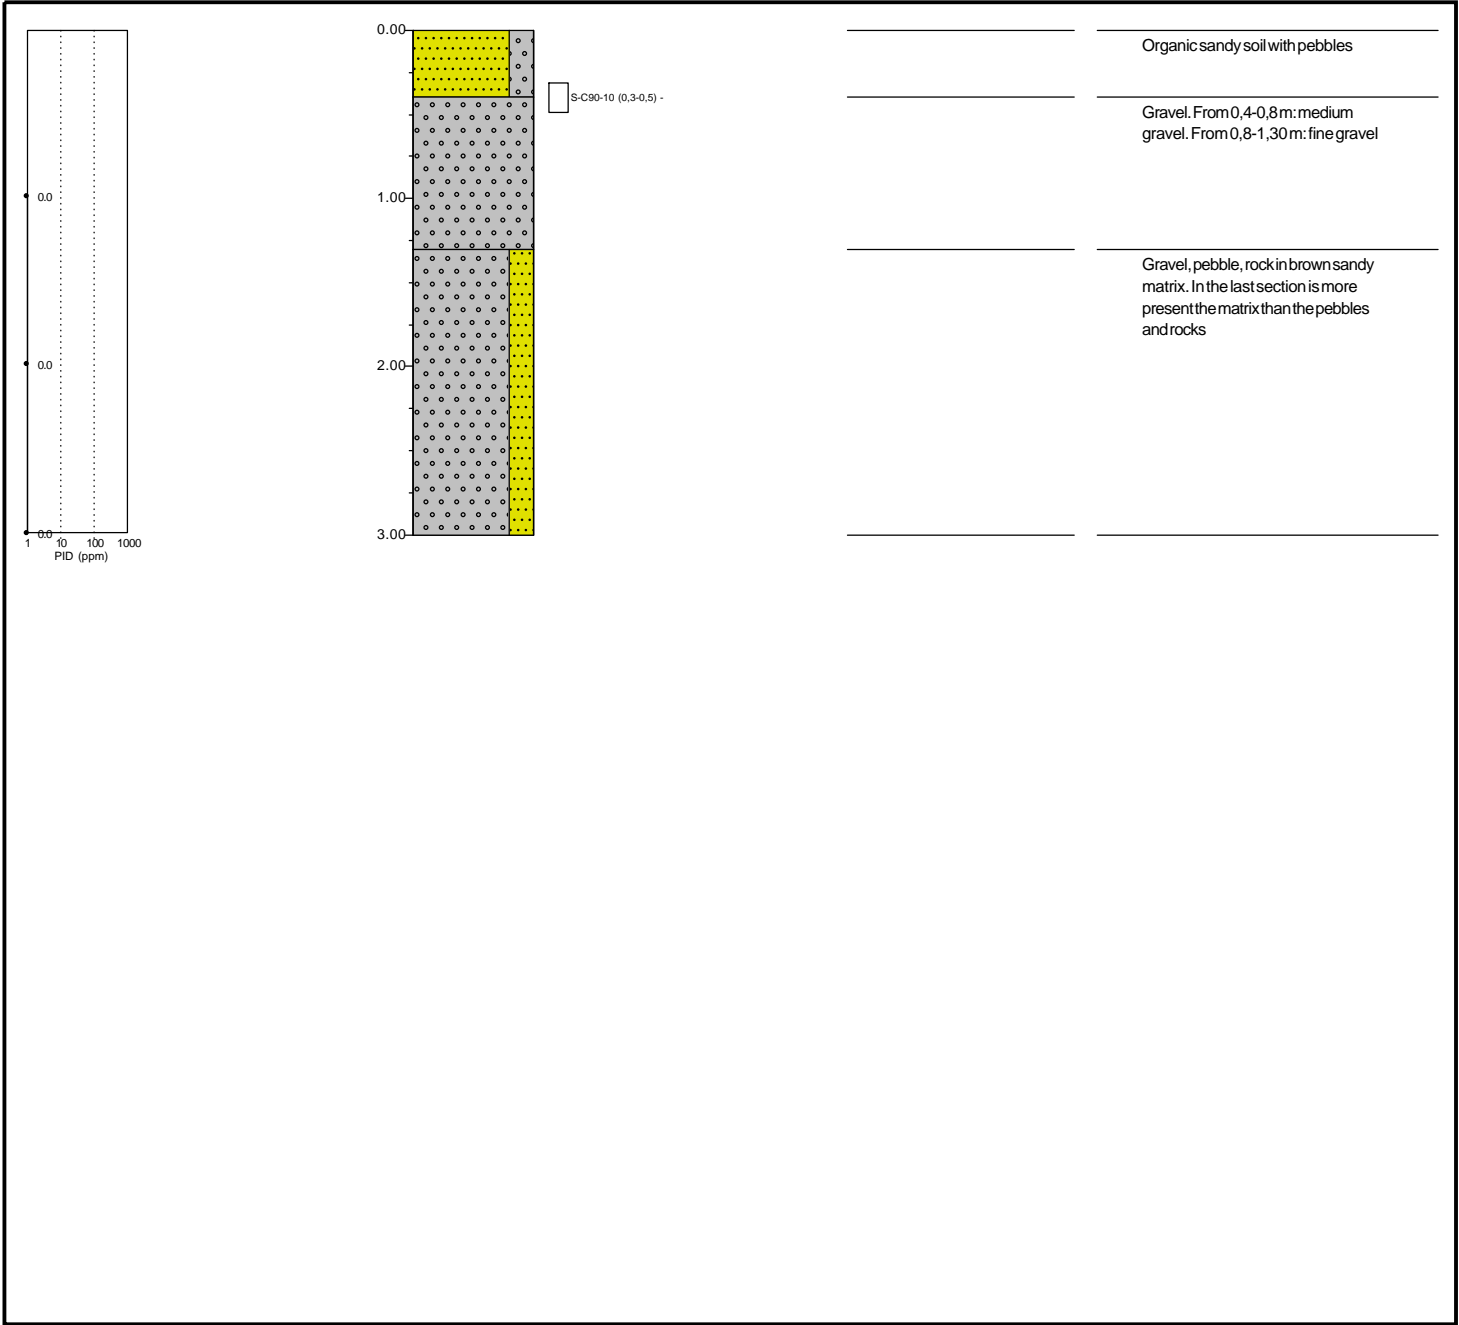 0.00
Organic sandy soil with pebbles
S-C90-10 (0,3-0,5) -
Gravel. From 0,4-0,8 m: medium
gravel. From 0,8-1,30 m: fine gravel
0.0
1.00
Gravel, pebble, rock in brown sandy
matrix. In the last section is more
present the matrix than the pebbles
and rocks
0.0
2.00
0.0
3.00
1 10 100 1000
PID (ppm)